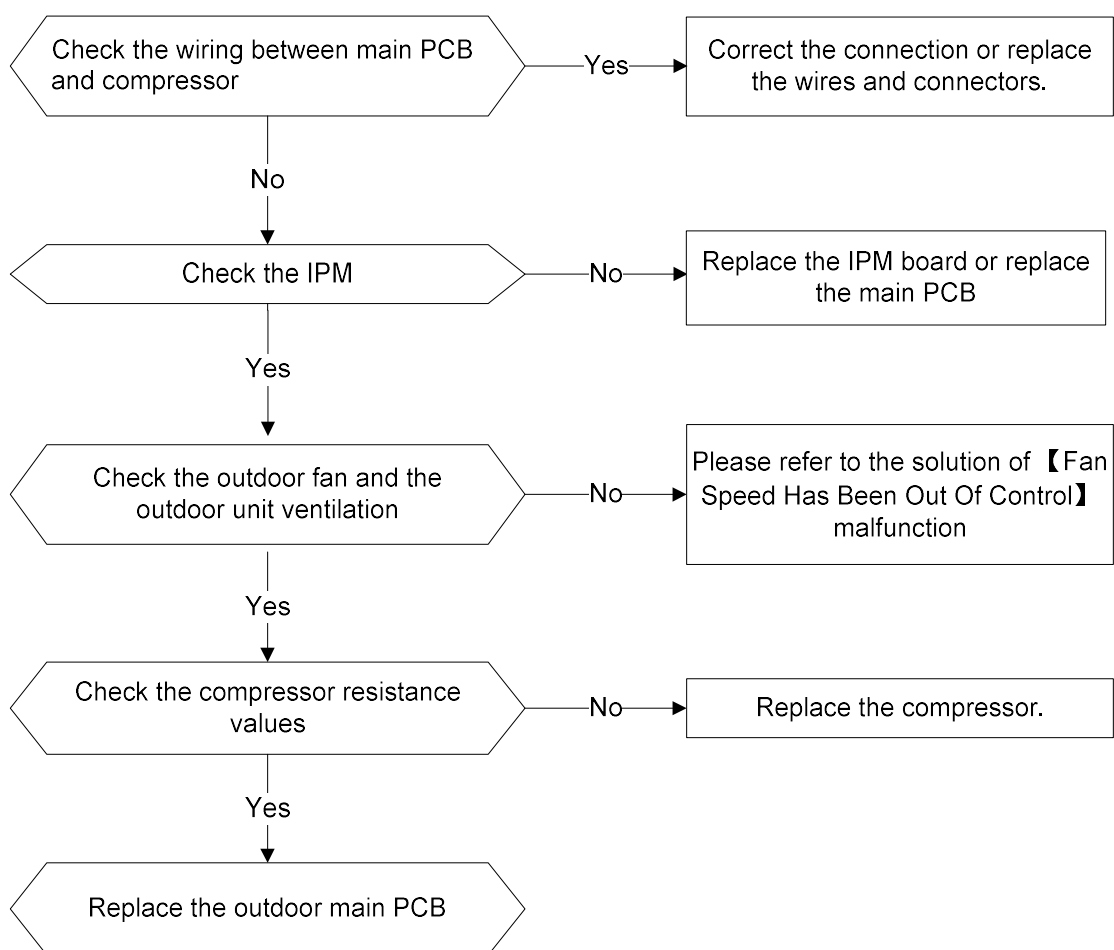 Check the wiring between main PCB
and compressor
Yes
Correct the connection or replace
the wires and connectors.
No
Check the IPM
No
Replace the IPM board or replace
the main PCB
Yes
Check the outdoor fan and the
outdoor unit ventilation
No
Please refer to the solution of【Fan
Speed Has Been Out Of Control】
malfunction
Yes
Check the compressor resistance
values
No
Replace the compressor.
Yes
Replace the outdoor main PCB